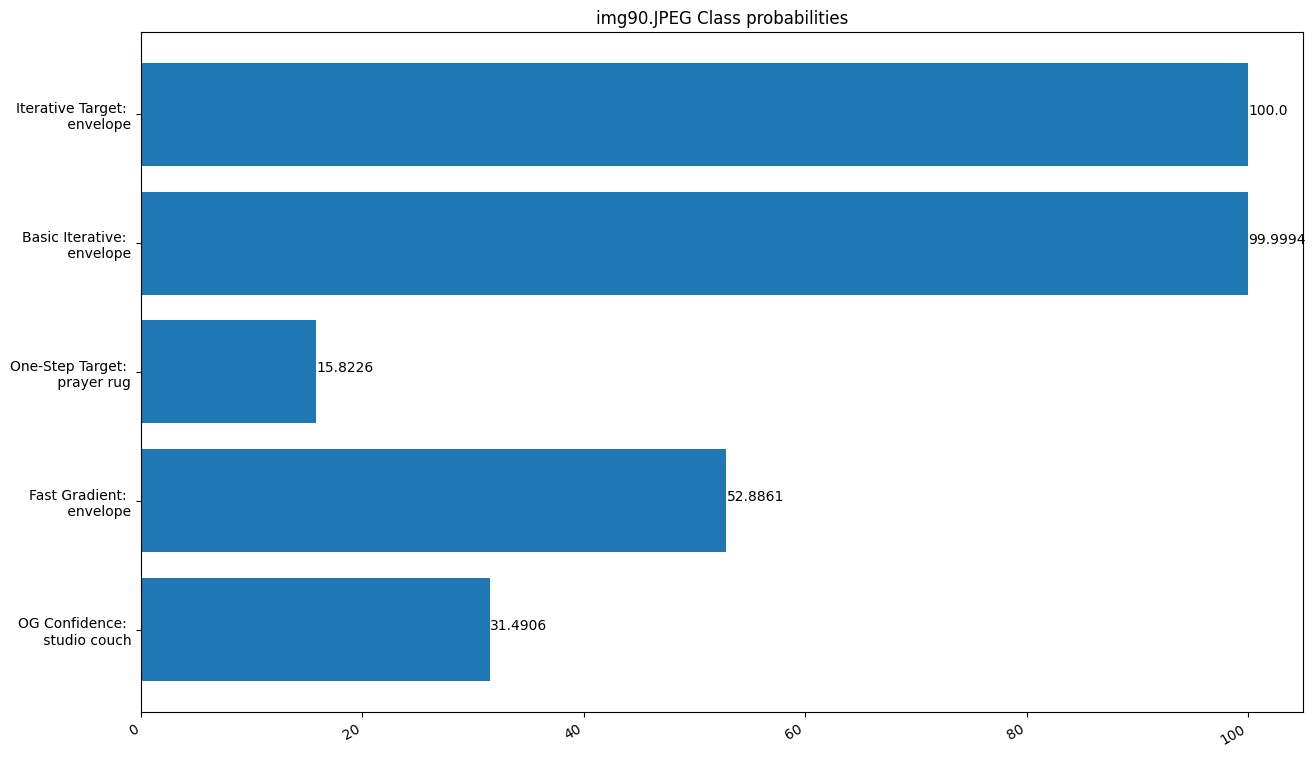 img90.JPEG Class probabilities
Iterative Target:
envelope
100.0
Basic Iterative:
envelope
99.9994
One-Step Target:
prayer rug
15.8226
Fast Gradient:
envelope
52.8861
OG Confidence:
studio couch
31.4906
0
20
40
60
80
100